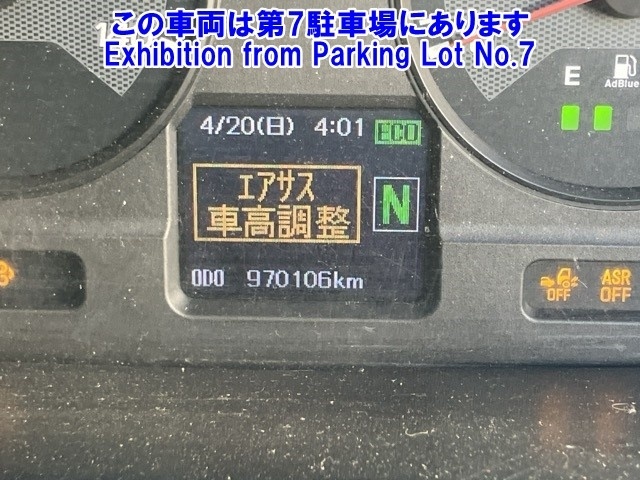 この車両は第7駐車場にあります
Exhibition from Parking Lot No.7
4/20(日) 4:01 ECO
E AdBlue
エアサス
車高調整
N
ODO 970106km
OFF
ASR
OFF